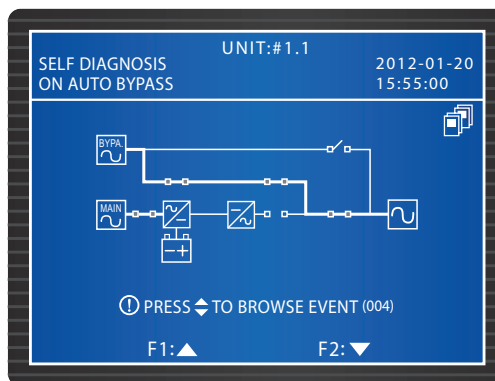 UNIT:#1.1
SELF DIAGNOSIS
ON AUTO BYPASS
2012-01-20
15:55:00
BYPA.
MAIN
PRESS TO BROWSE EVENT (004)
F1: F2: